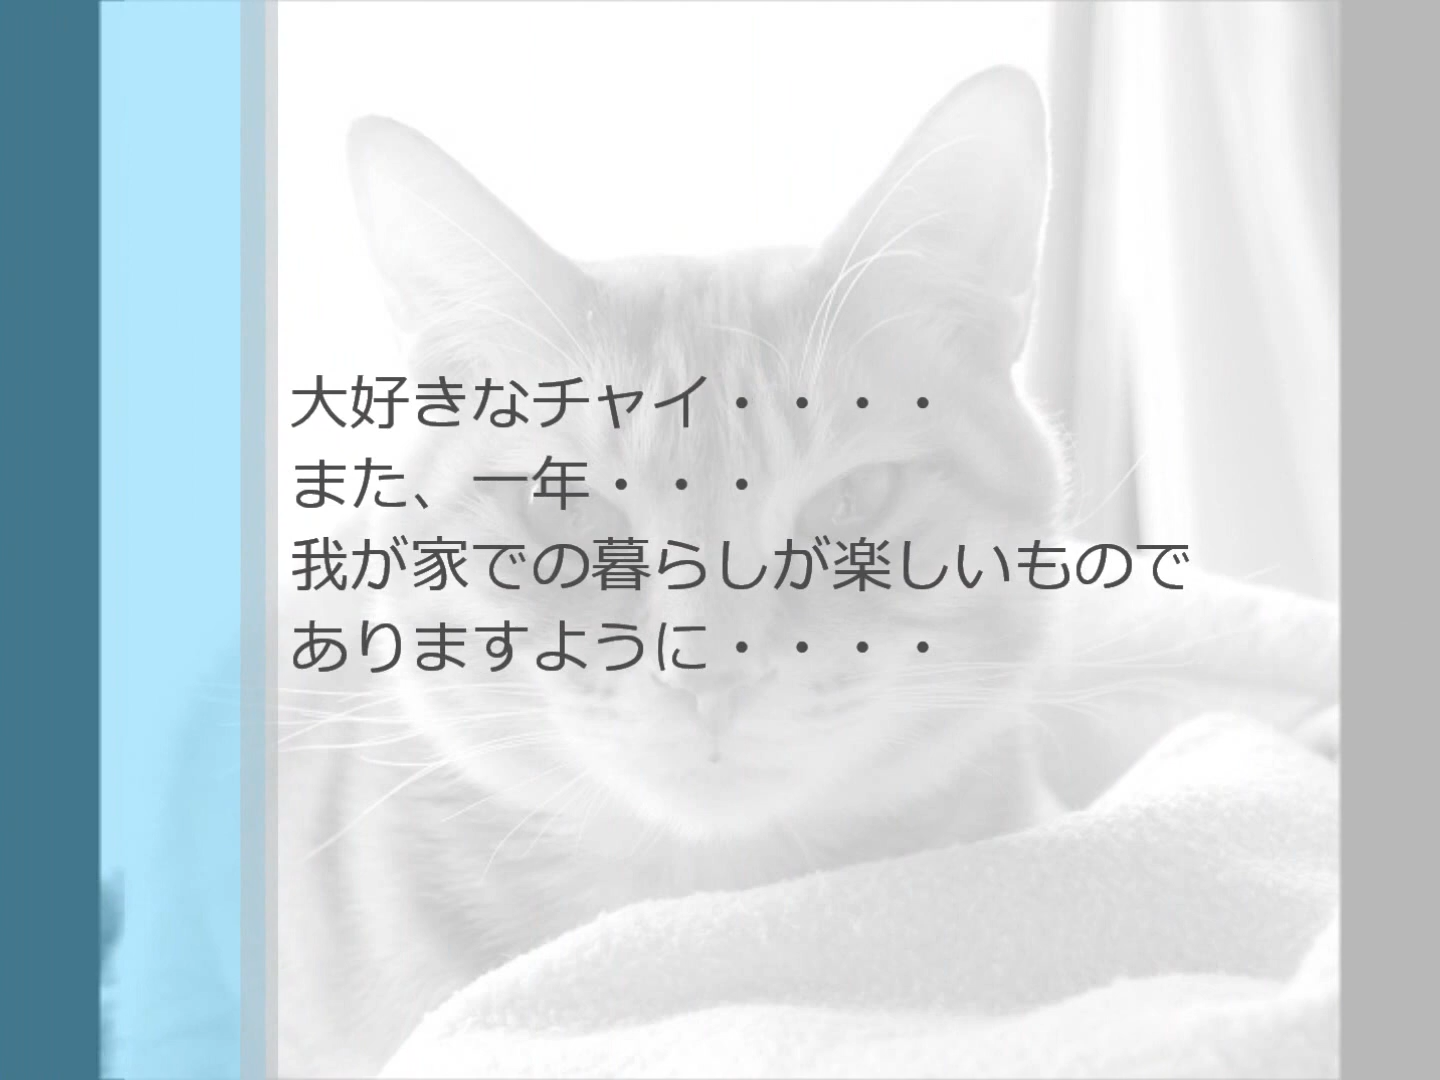 大好きなチャイ・・・・
また、一年・・・
我が家での暮らしが楽しいもので
ありますように・・・・